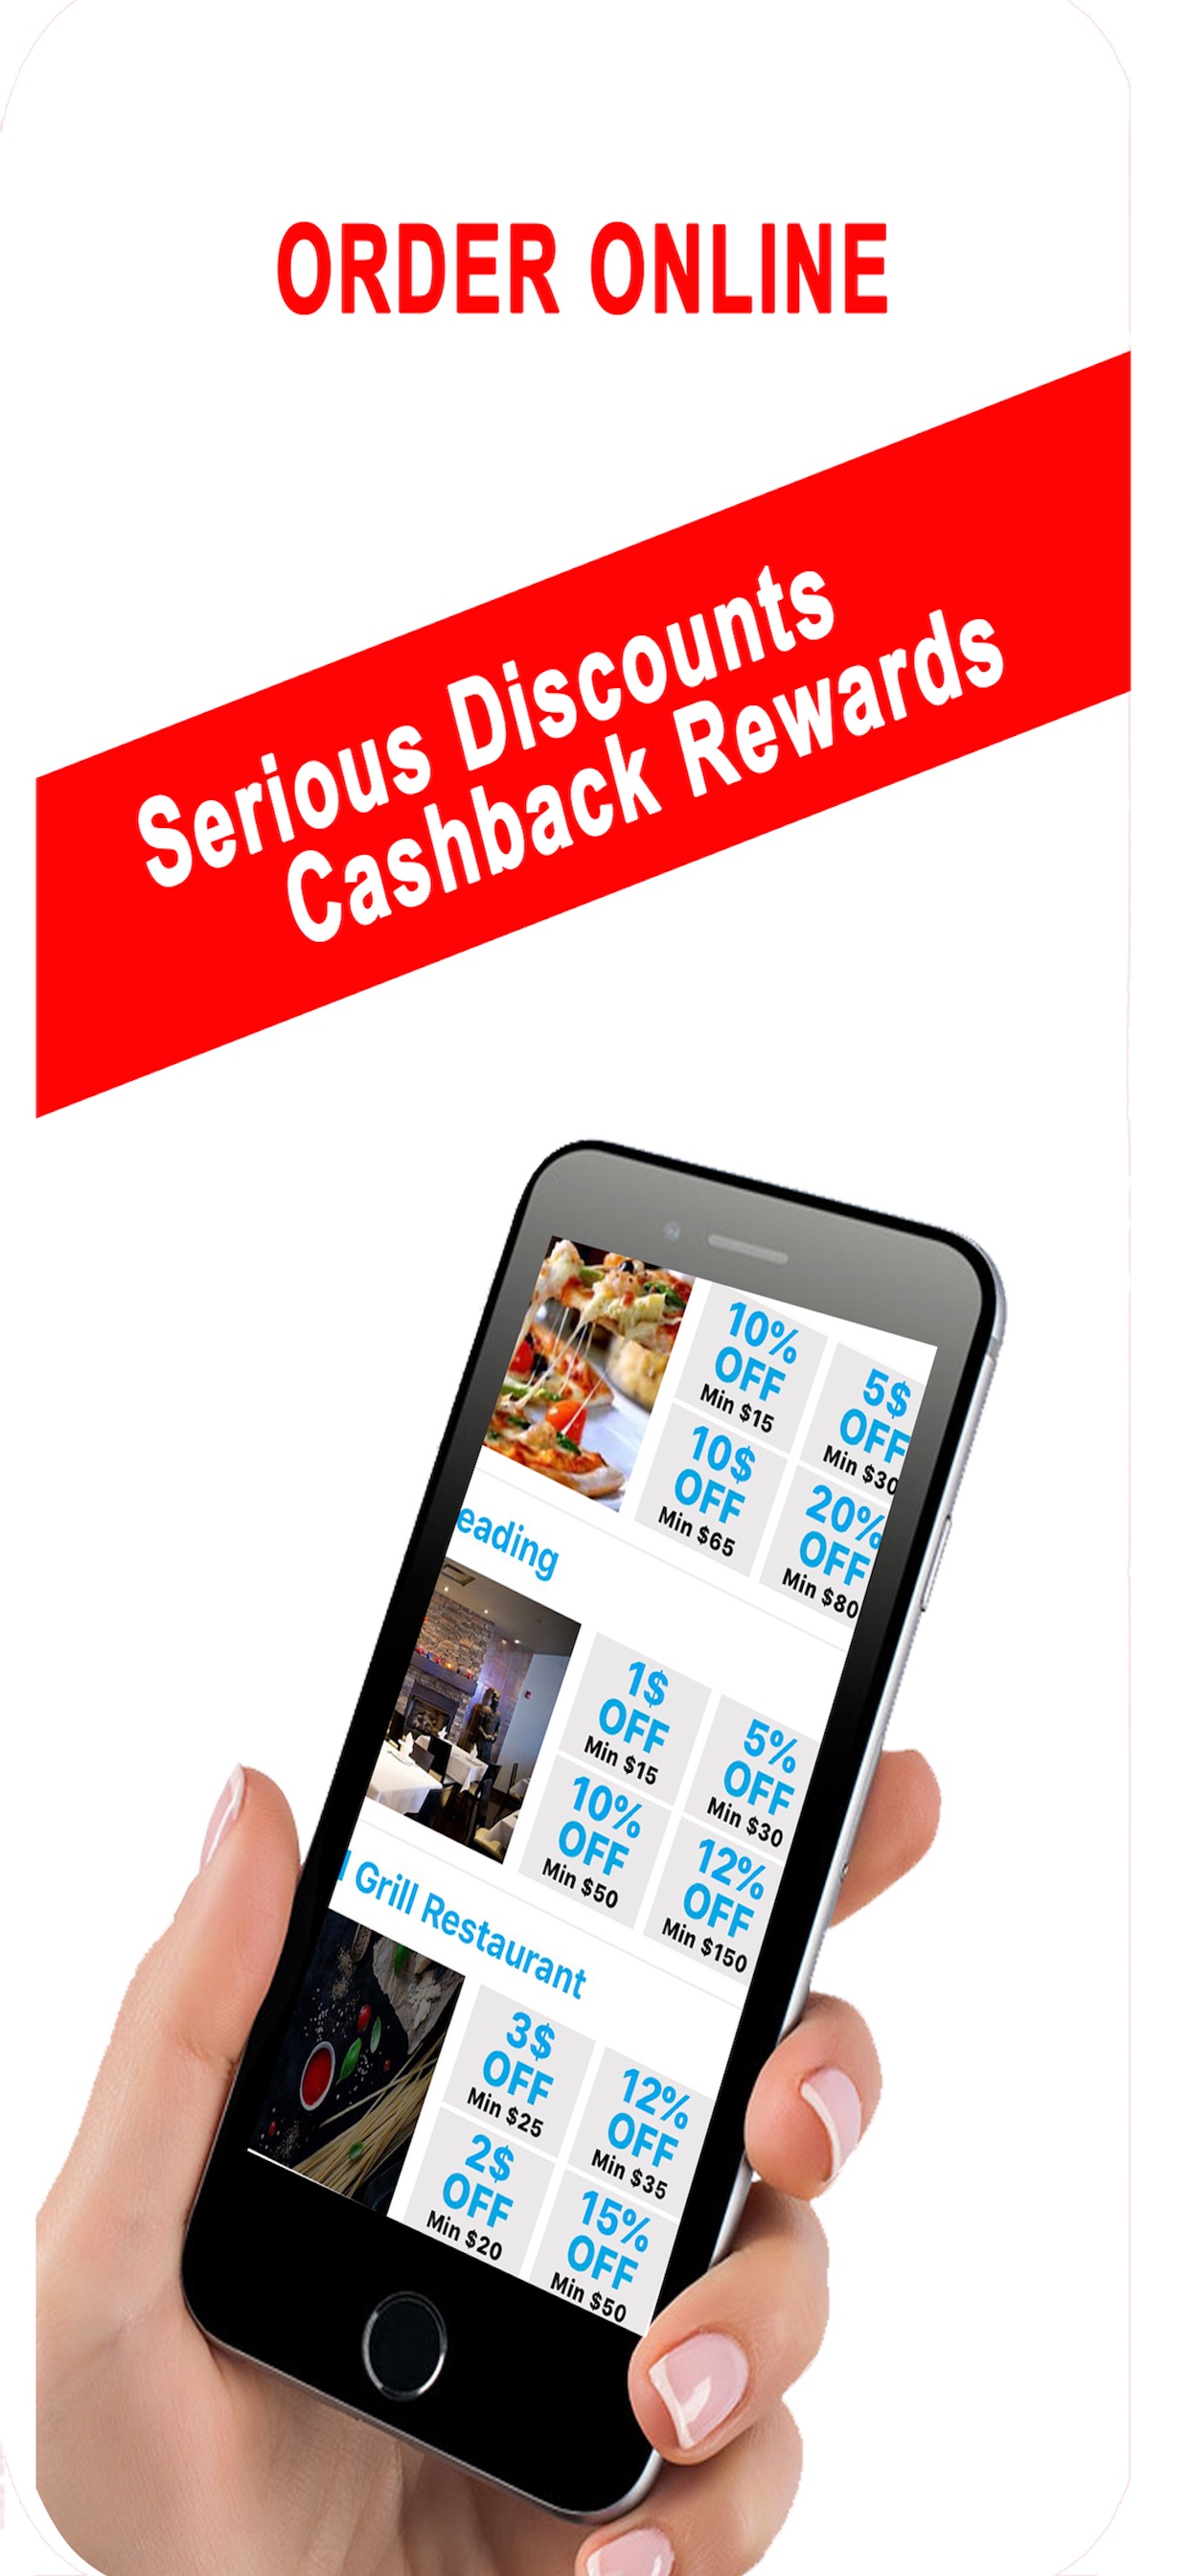 ORDER ONLINE
Serious Discounts
Cashback Rewards
10%
OFF
Min $15
5$
OFF
Min $30
10$
OFF
Min $65
20%
OFF
Min $80
eading
1$
OFF
Min $15
5%
OFF
Min $30
10%
OFF
Min $50
12%
OFF
Min $150
Grill Restaurant
3$
OFF
Min $25
12%
OFF
Min $35
2$
OFF
Min $20
15%
OFF
Min $50